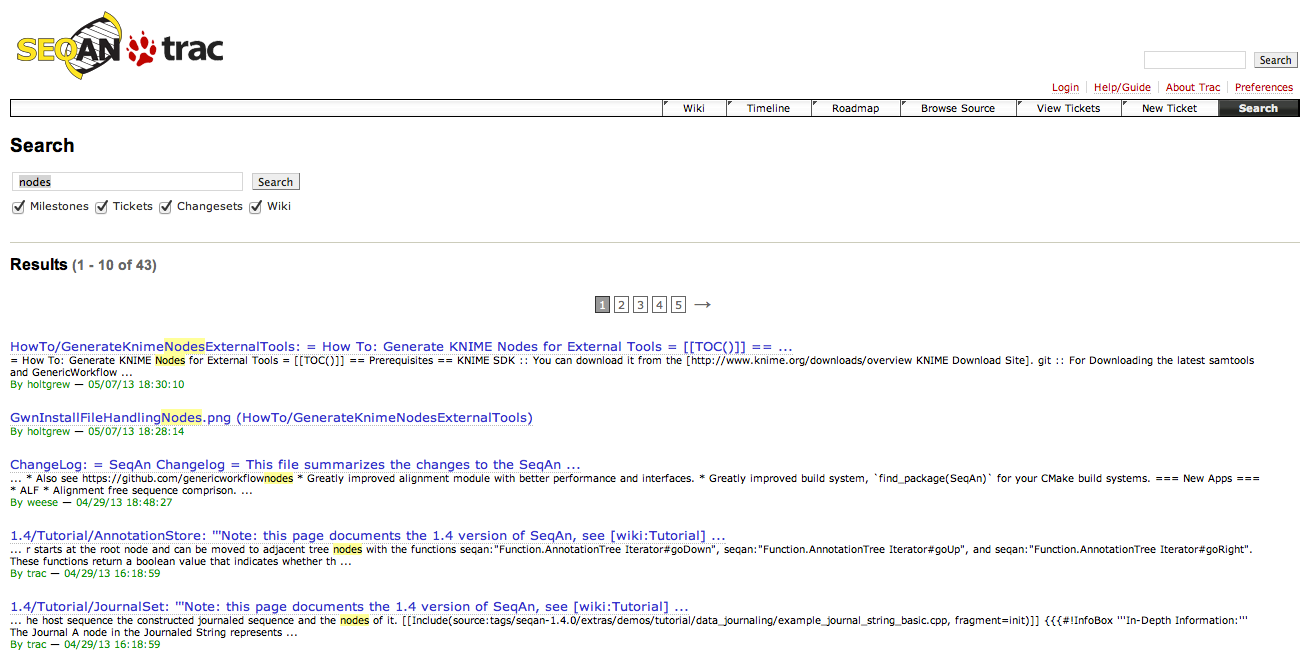 SEQAN trac
Search
Login Help/Guide About Trac Preferences
Wiki Timeline Roadmap Browse Source View Tickets New Ticket Search
Search
nodes Search
Milestones Tickets Changesets Wiki
Results (1 - 10 of 43)
1 2 3 4 5 →
HowTo/GenerateKnimeNodesExternalTools: = How To: Generate KNIME Nodes for External Tools = [[TOC()]] == ...
= How To: Generate KNIME Nodes for External Tools = [[TOC()]] == Prerequisites == KNIME SDK :: You can download it from the [http://www.knime.org/downloads/overview KNIME Download Site]. git :: For Downloading the latest samtools
and GenericWorkflow ...
By holtgrew — 05/07/13 18:30:10
GwnInstallFileHandlingNodes.png (HowTo/GenerateKnimeNodesExternalTools)
By holtgrew — 05/07/13 18:28:14
ChangeLog: = SeqAn Changelog = This file summarizes the changes to the SeqAn ...
... * Also see https://github.com/genericworkflownodes * Greatly improved alignment module with better performance and interfaces. * Greatly improved build system, `find_package(SeqAn)` for your CMake build systems. === New Apps ===
* ALF * Alignment free sequence comprison. ...
By weese — 04/29/13 18:48:27
1.4/Tutorial/AnnotationStore: '''Note: this page documents the 1.4 version of SeqAn, see [wiki:Tutorial] ...
... r starts at the root node and can be moved to adjacent tree nodes with the functions seqan:"Function.AnnotationTree Iterator#goDown", seqan:"Function.AnnotationTree Iterator#goUp", and seqan:"Function.AnnotationTree Iterator#goRight".
These functions return a boolean value that indicates whether th ...
By trac — 04/29/13 16:18:59
1.4/Tutorial/JournalSet: '''Note: this page documents the 1.4 version of SeqAn, see [wiki:Tutorial] ...
... he host sequence the constructed journaled sequence and the nodes of it. [[Include(source:tags/seqan-1.4.0/extras/demos/tutorial/data_journaling/example_journal_string_basic.cpp, fragment=init)]] {{{#!InfoBox '''In-Depth Information:'''
The Journal A node in the Journaled String represents ...
By trac — 04/29/13 16:18:59